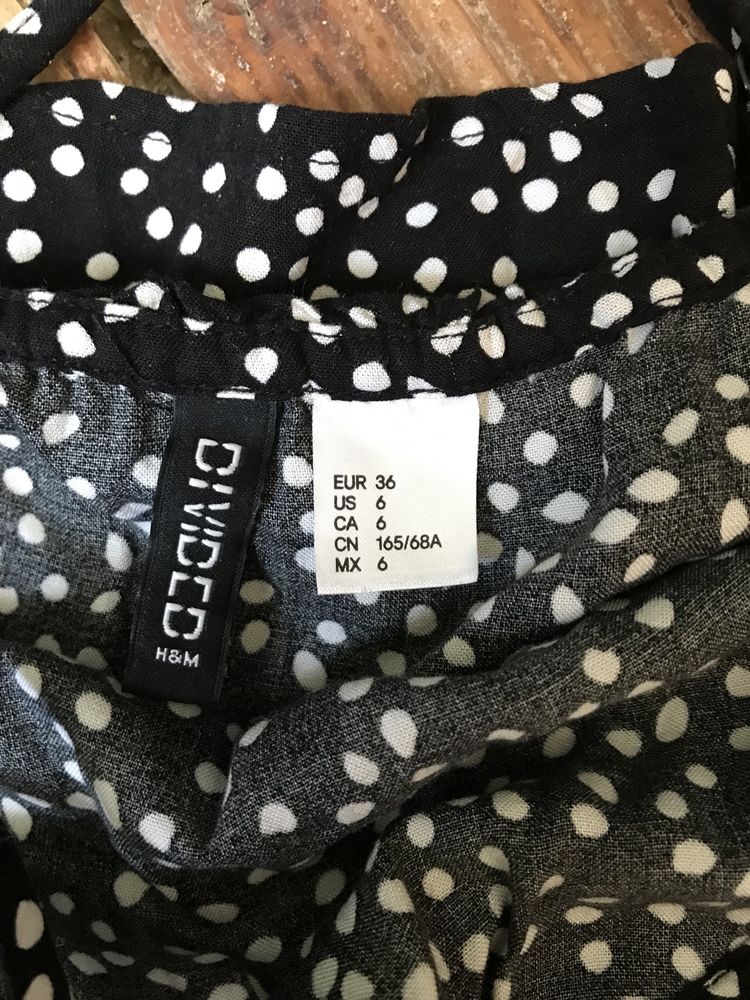 DIVIDED
H&M
EUR 36
US 6
CA 6
CN 165/68A
MX 6